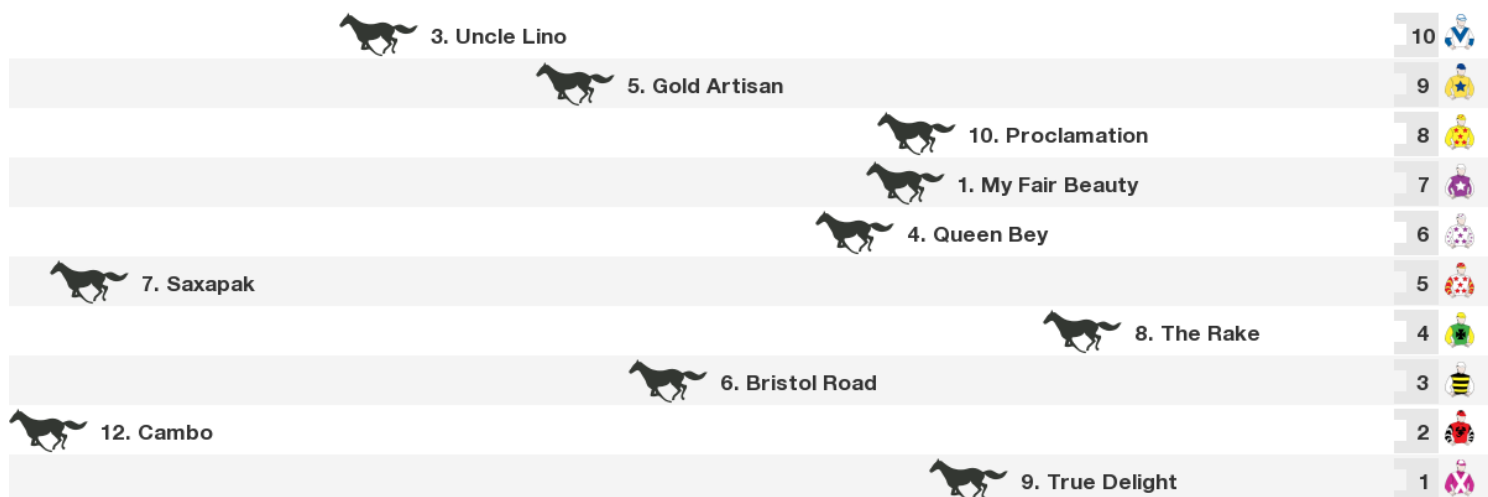 3. Uncle Lino 10
5. Gold Artisan 9
10. Proclamation 8
1. My Fair Beauty 7
4. Queen Bey 6
7. Saxapak 5
8. The Rake 4
6. Bristol Road 3
12. Cambo 2
9. True Delight 1